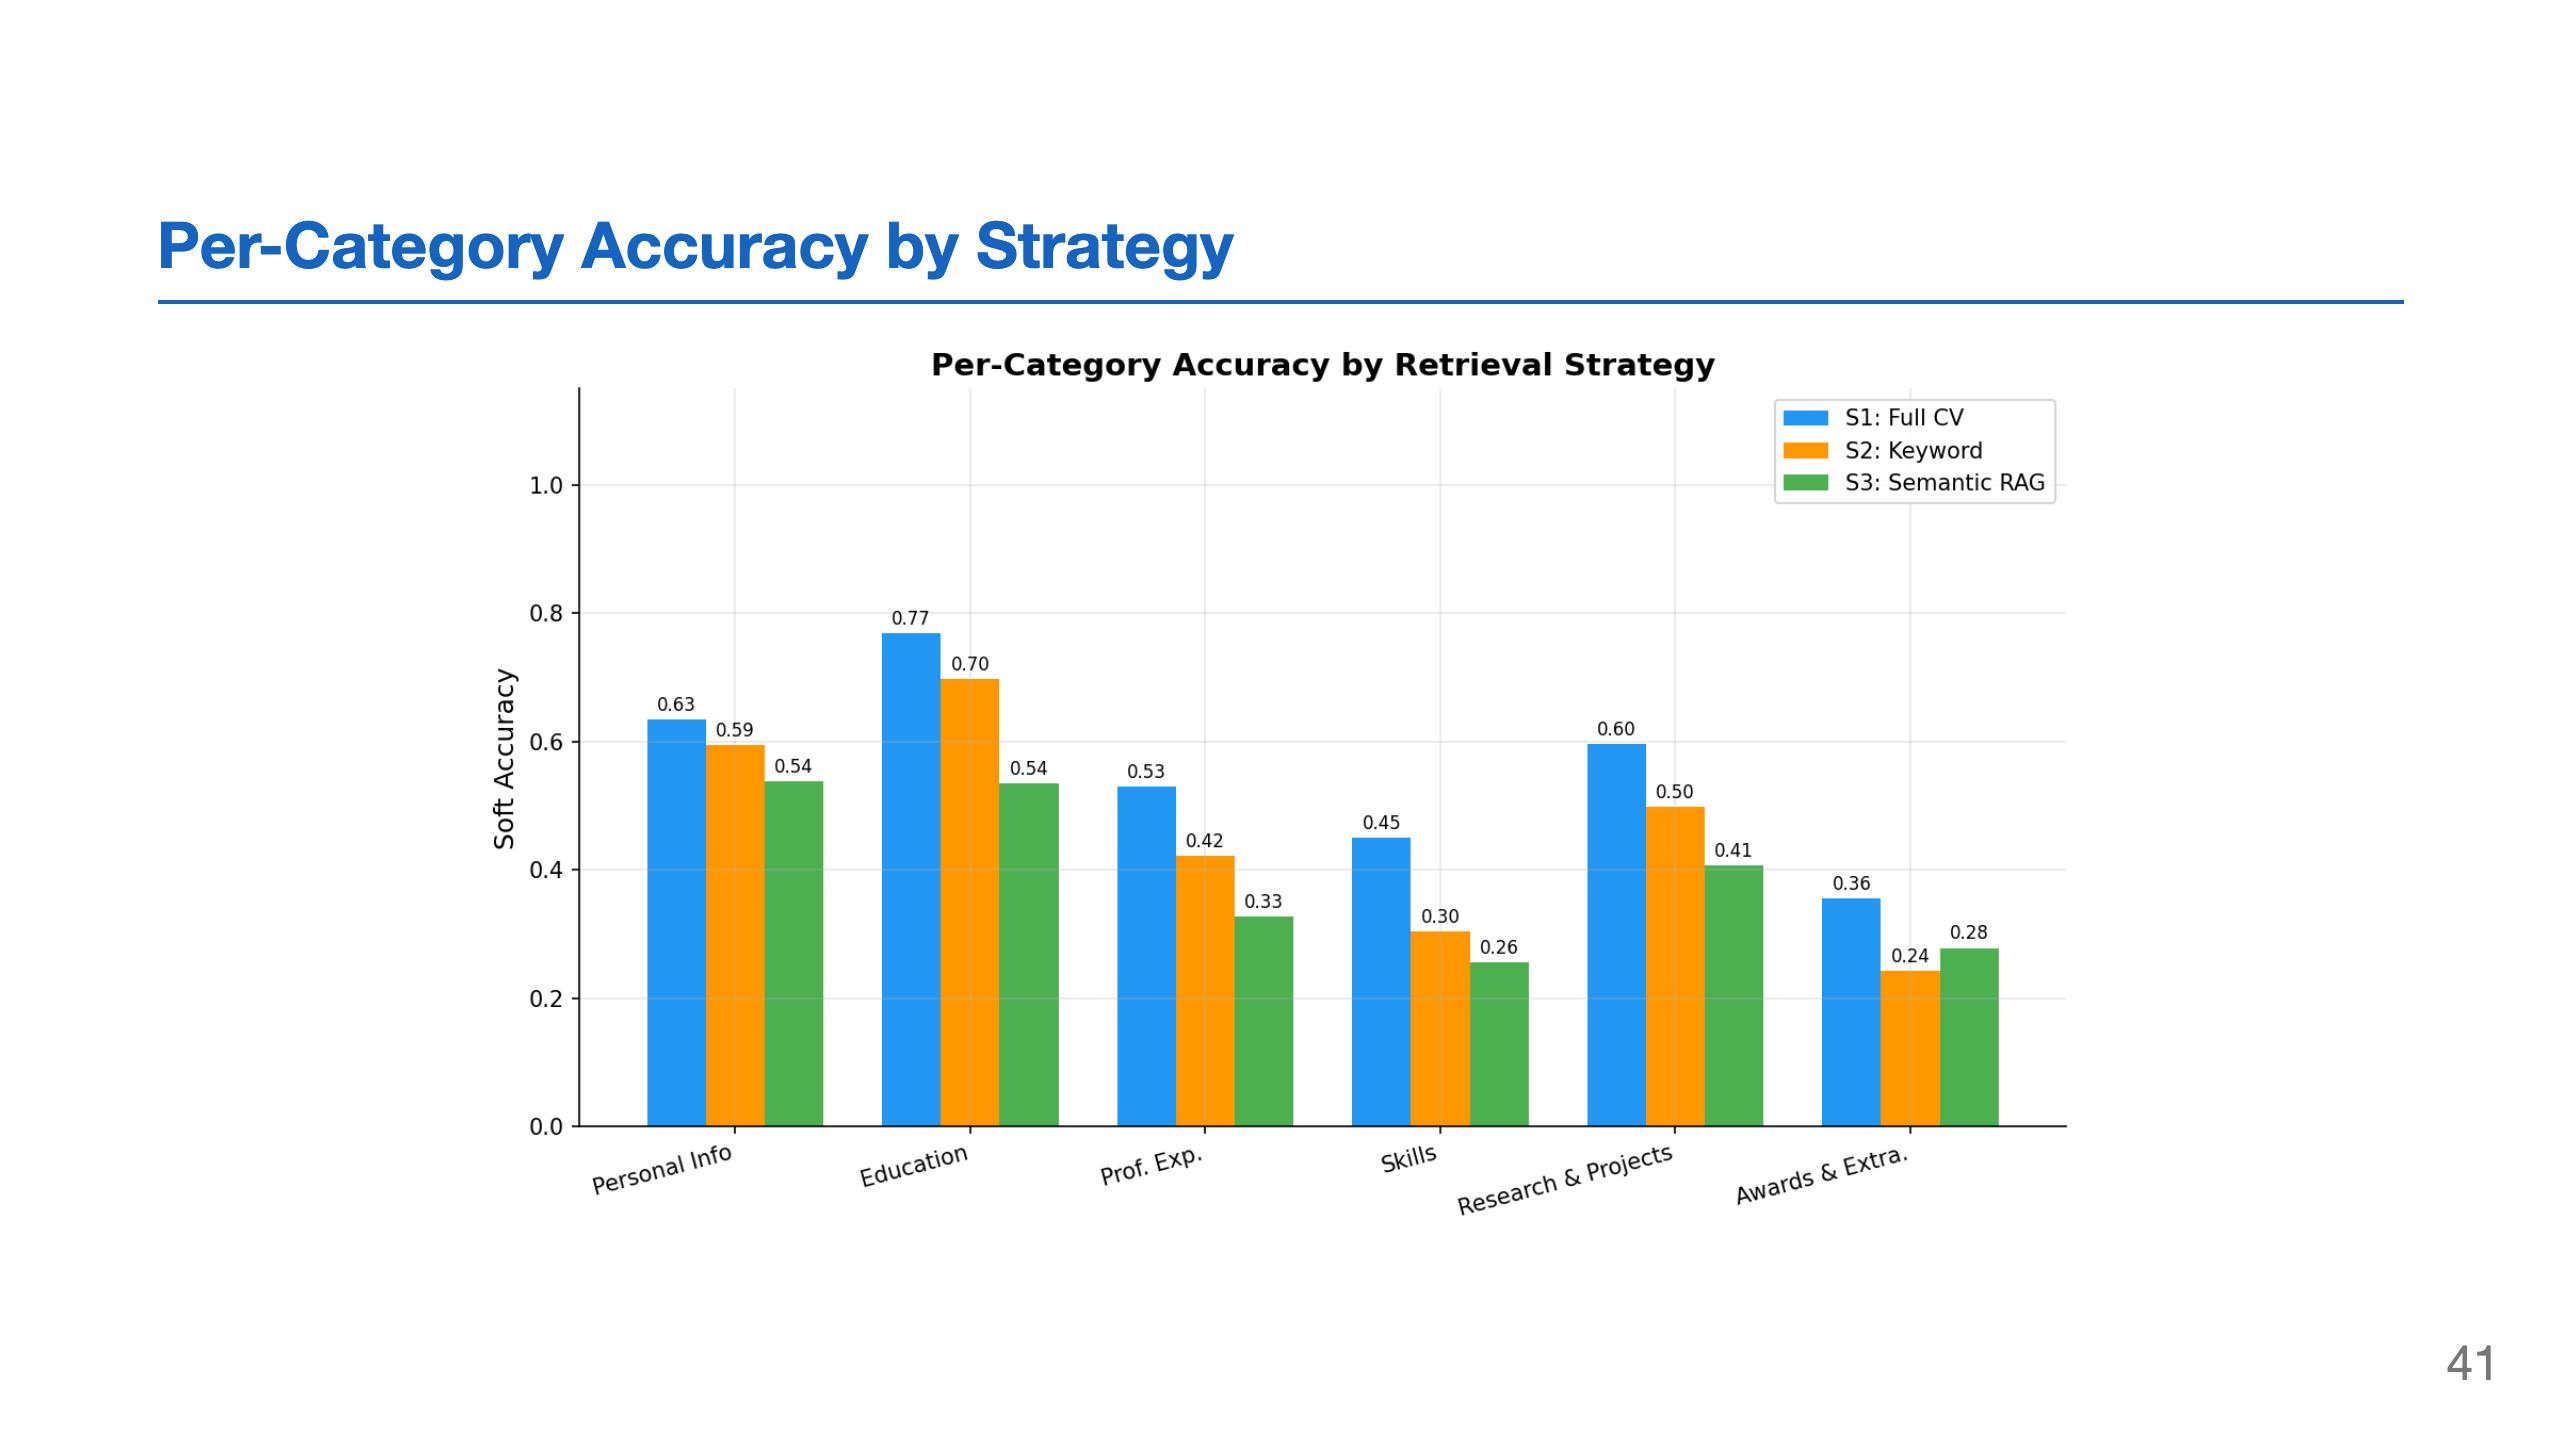 Per-Category Accuracy by Strategy
Per-Category Accuracy by Retrieval Strategy
S1: Full CV
S2: Keyword
S3: Semantic RAG
Soft Accuracy
1.0
0.8
0.6
0.4
0.2
0.0
0.63
0.59
0.54
0.77
0.70
0.54
0.53
0.42
0.33
0.45
0.30
0.26
0.60
0.50
0.41
0.36
0.24
0.28
Personal Info
Education
Prof. Exp.
Skills
Research & Projects
Awards & Extra.
41